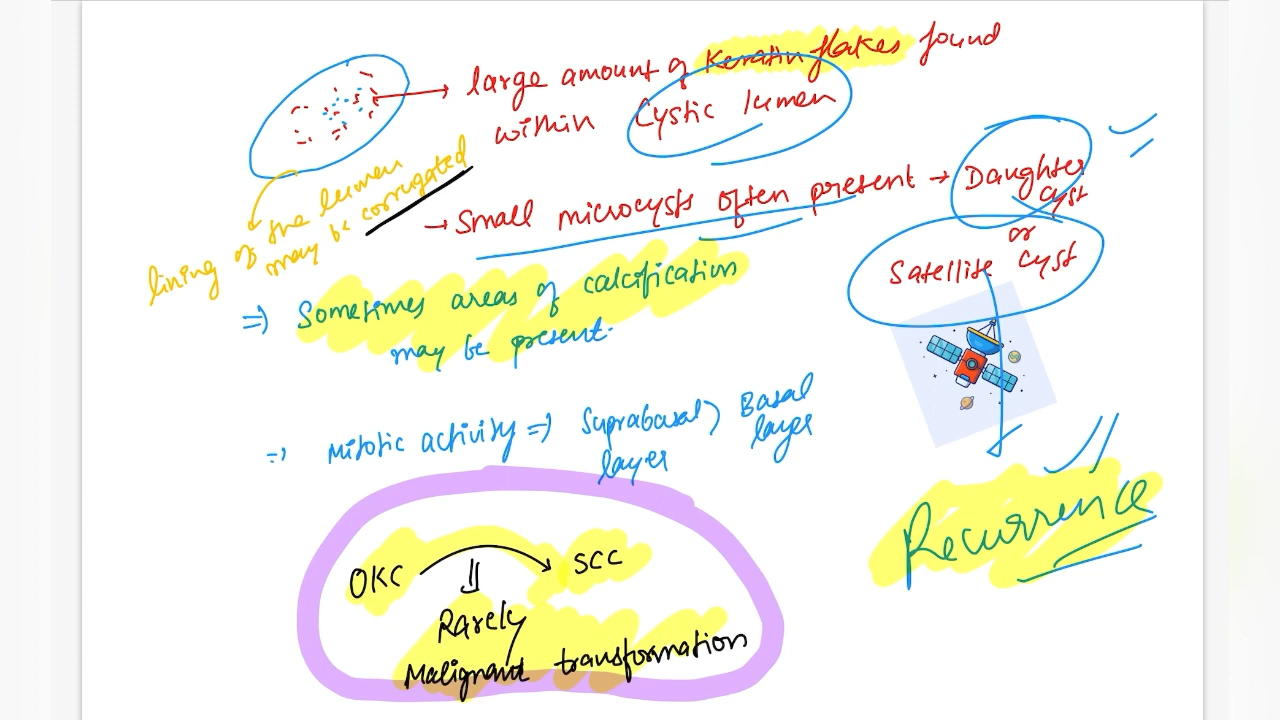 → large amount of Keratin flakes found
within Cystic lumen
lining of the lumen
may be corrugated
→ Small microcysts often present → Daughter
cyst
or
Satellite cyst
⇒ Sometimes areas of calcification
may be present.
⇒ Mitotic activity ⇒ Suprabasal > Basal
layer layer
Recurrence
OKC → SCC
⇓
Rarely
Malignant transformation